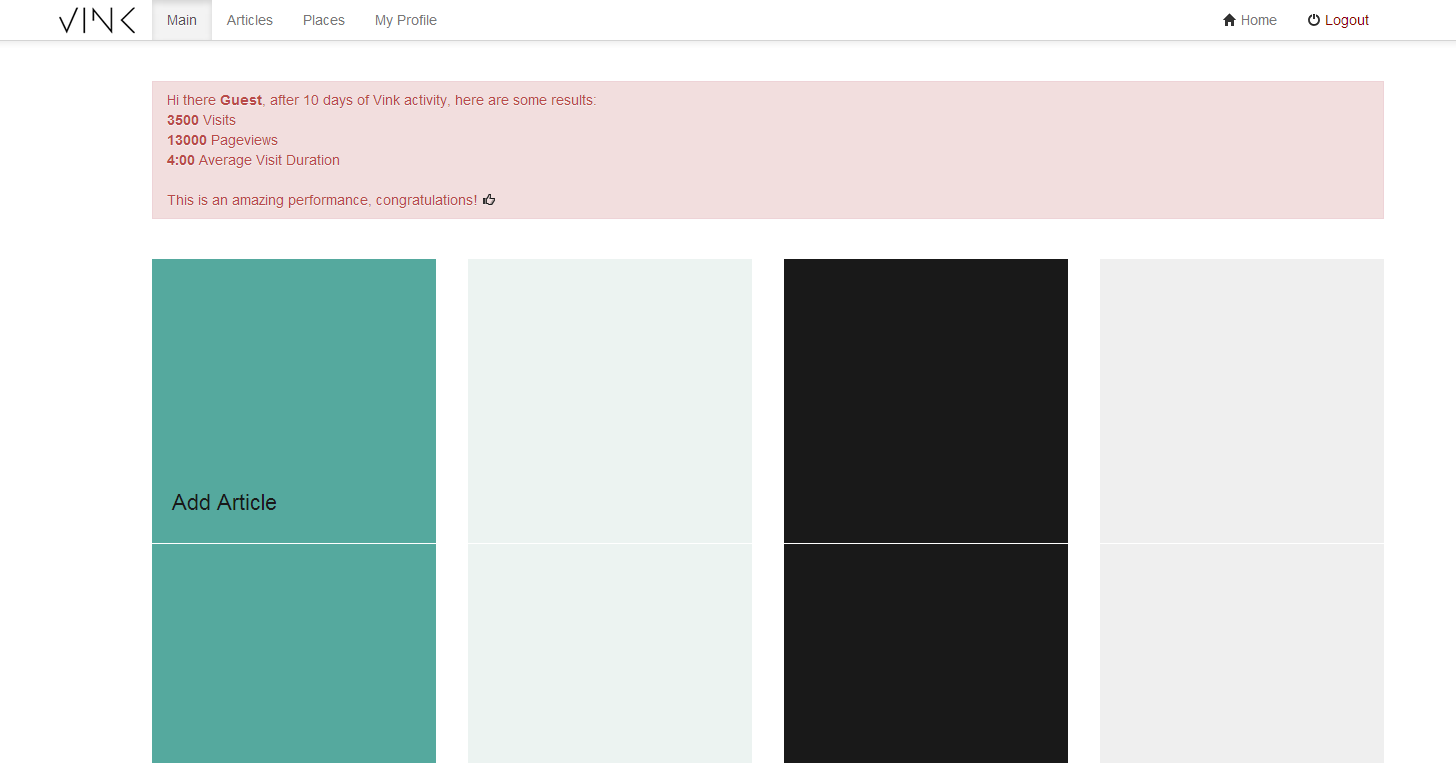 VINK
Main Articles Places My Profile Home Logout
Hi there Guest, after 10 days of Vink activity, here are some results:
3500 Visits
13000 Pageviews
4:00 Average Visit Duration
This is an amazing performance, congratulations!
Add Article